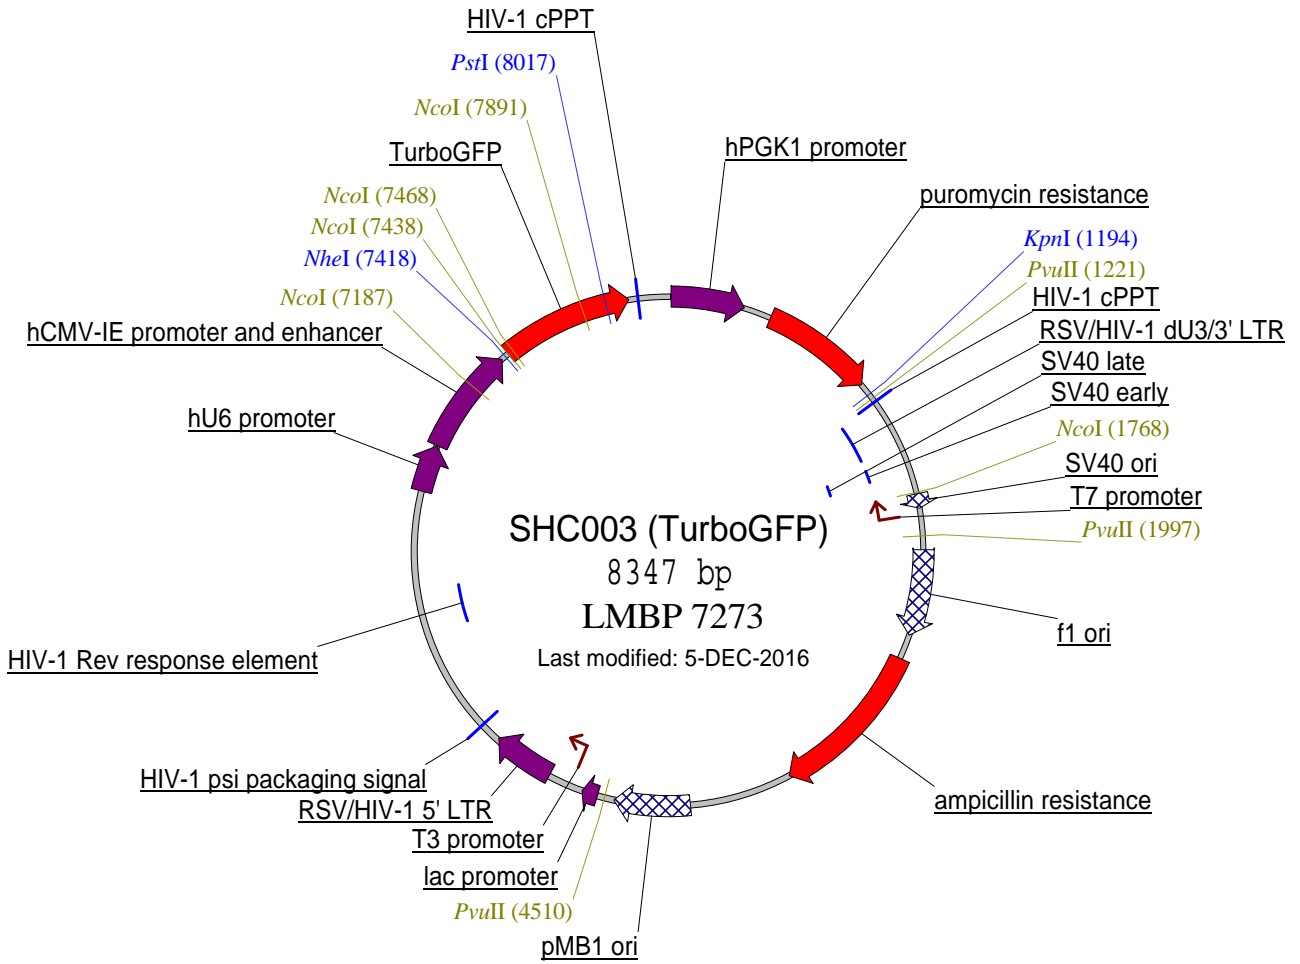 HIV-1 cPPT
PstI (8017)
NcoI (7891)
TurboGFP
hPGK1 promoter
puromycin resistance
NcoI (7468)
NcoI (7438)
NheI (7418)
NcoI (7187)
KpnI (1194)
PvuII (1221)
HIV-1 cPPT
RSV/HIV-1 dU3/3' LTR
hCMV-IE promoter and enhancer
SV40 late
SV40 early
hU6 promoter
NcoI (1768)
SV40 ori
T7 promoter
PvuII (1997)
SHC003 (TurboGFP)
8347 bp
LMBP 7273
Last modified: 5-DEC-2016
f1 ori
HIV-1 Rev response element
HIV-1 psi packaging signal
RSV/HIV-1 5' LTR
T3 promoter
lac promoter
PvuII (4510)
pMB1 ori
ampicillin resistance